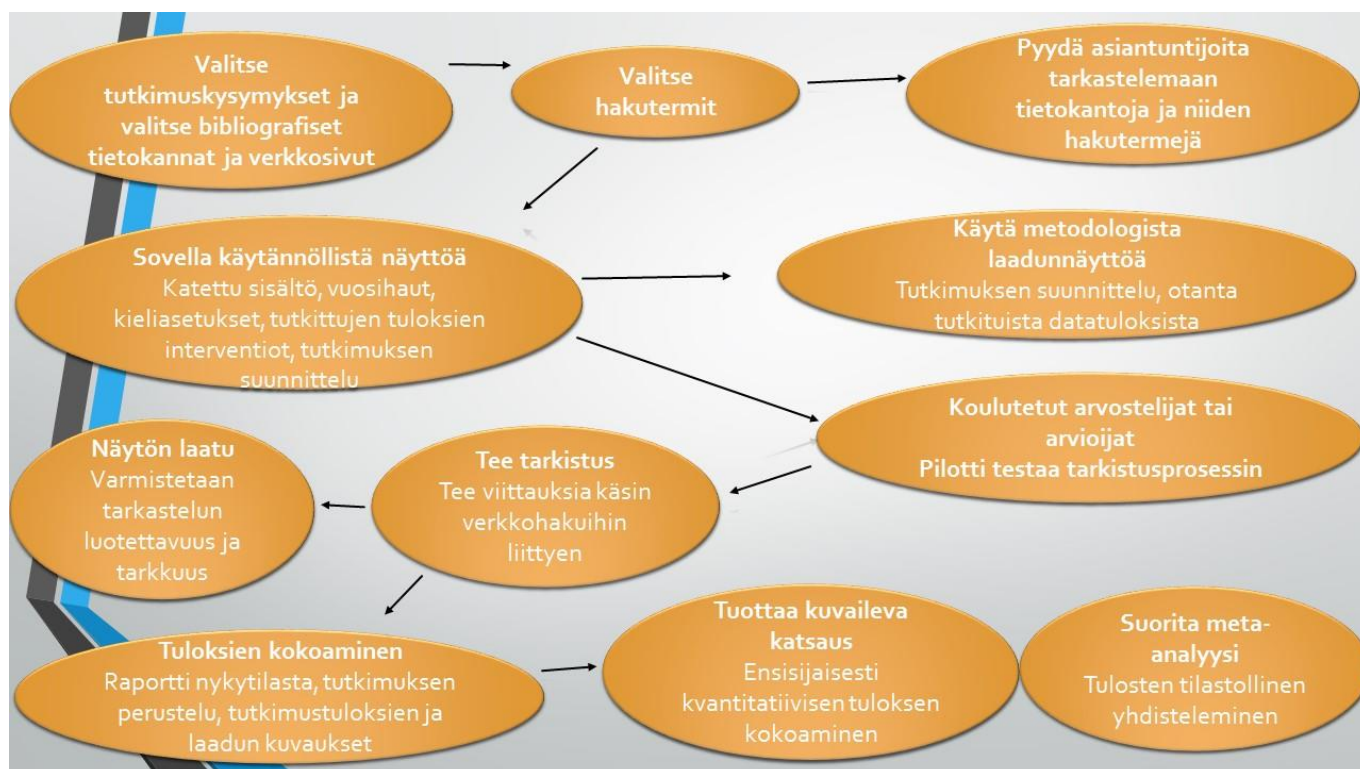 Valitse
tutkimuskysymykset ja
valitse bibliografiset
tietokannat ja verkkosivut
Valitse
hakutermit
Pyydä asiantuntijoita
tarkastelemaan
tietokantoja ja niiden
hakutermejä
Sovella käytännöllistä näyttöä
Katettu sisältö, vuosihaut,
kieliasetukset, tutkittujen tuloksien
interventiot, tutkimuksen
suunnittelu
Käytä metodologista
laadunnäyttöä
Tutkimuksen suunnittelu, otanta
tutkituista datatuloksista
Koulutetut arvostelijat tai
arvioijat
Pilotti testaa tarkistusprosessin
Tee tarkistus
Tee viittauksia käsin
verkkohakuihin
liittyen
Näytön laatu
Varmistetaan
tarkastelun
luotettavuus ja
tarkkuus
Tuloksien kokoaminen
Raportti nykytilasta, tutkimuksen
perustelu, tutkimustuloksien ja
laadun kuvaukset
Tuottaa kuvaileva
katsaus
Ensisijaisesti
kvantitatiivisen tuloksen
kokoaminen
Suorita meta-
analyysi
Tulosten tilastollinen
yhdisteleminen